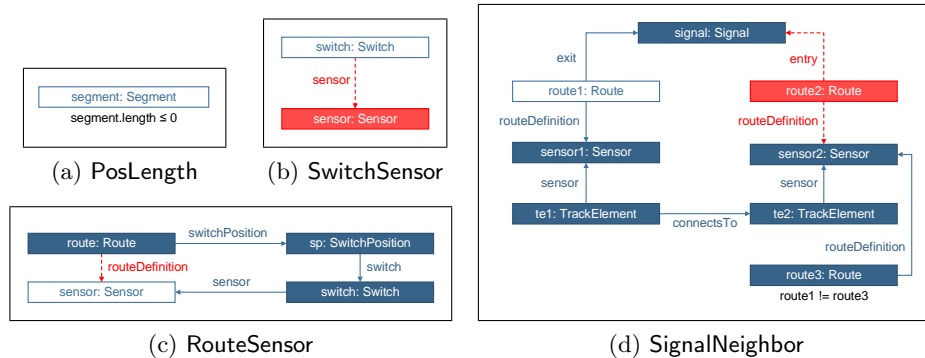 segment: Segment
segment.length ≤ 0
(a) PosLength
switch: Switch
sensor
sensor: Sensor
(b) SwitchSensor
route: Route
switchPosition
sp: SwitchPosition
routeDefinition
switch
sensor: Sensor
sensor
switch: Switch
(c) RouteSensor
signal: Signal
exit
entry
route1: Route
route2: Route
routeDefinition
routeDefinition
sensor1: Sensor
sensor2: Sensor
sensor
sensor
te1: TrackElement
connectsTo
te2: TrackElement
routeDefinition
route3: Route
route1 != route3
(d) SignalNeighbor